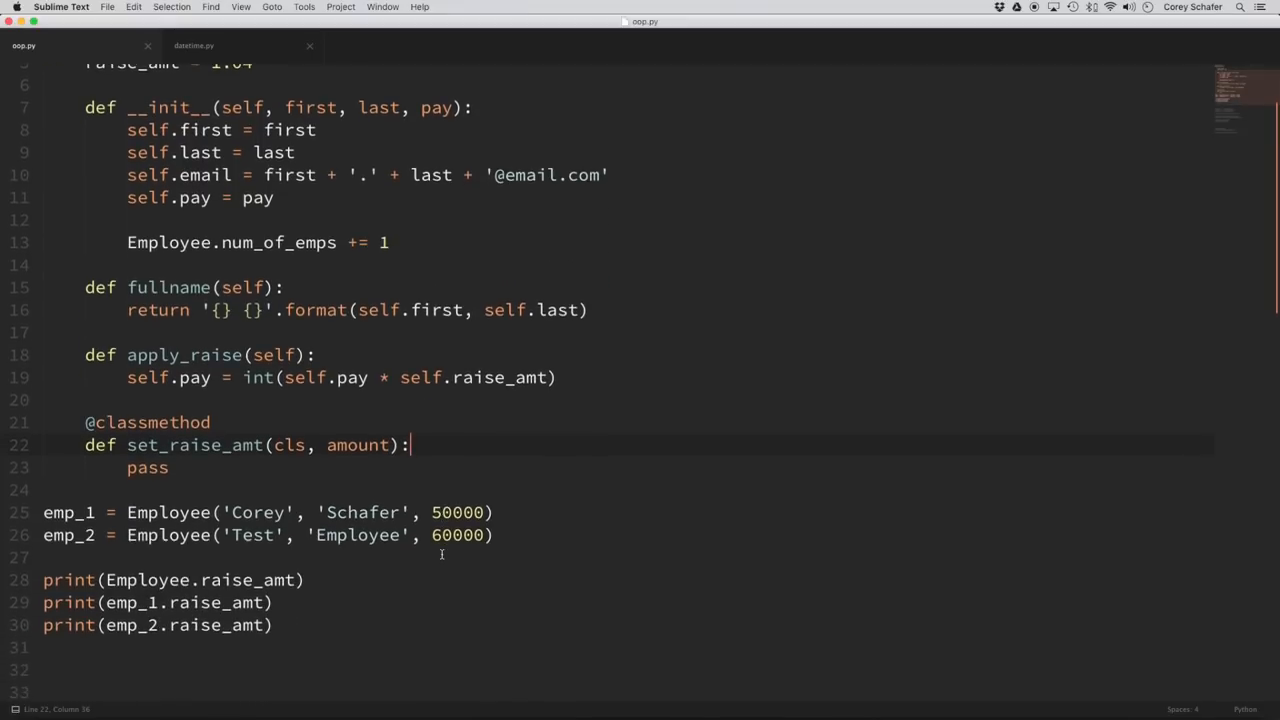 Sublime Text File Edit Selection Find View Goto Tools Project Window Help Corey Schafer
oop.py
oop.py datetime.py
5 raise_amt = 1.04
6
7 def __init__(self, first, last, pay):
8 self.first = first
9 self.last = last
10 self.email = first + '.' + last + '@email.com'
11 self.pay = pay
12
13 Employee.num_of_emps += 1
14
15 def fullname(self):
16 return '{} {}'.format(self.first, self.last)
17
18 def apply_raise(self):
19 self.pay = int(self.pay * self.raise_amt)
20
21 @classmethod
22 def set_raise_amt(cls, amount):
23 pass
24
25 emp_1 = Employee('Corey', 'Schafer', 50000)
26 emp_2 = Employee('Test', 'Employee', 60000)
27
28 print(Employee.raise_amt)
29 print(emp_1.raise_amt)
30 print(emp_2.raise_amt)
31
32
33
Line 22, Column 36 Spaces: 4 Python